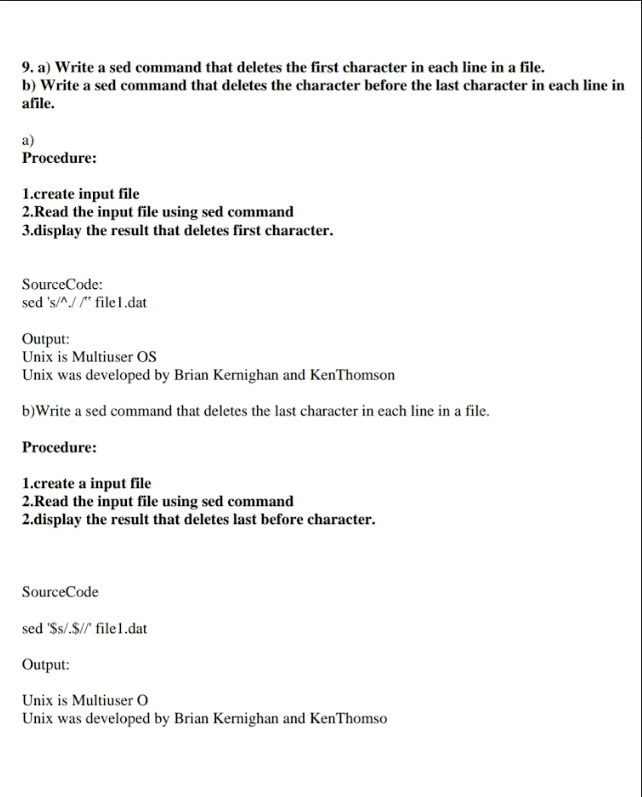 9. a) Write a sed command that deletes the first character in each line in a file.
b) Write a sed command that deletes the character before the last character in each line in
afile.
a)
Procedure:
1.create input file
2.Read the input file using sed command
3.display the result that deletes first character.
SourceCode:
sed 's/^./ /‟ file1.dat
Output:
Unix is Multiuser OS
Unix was developed by Brian Kernighan and KenThomson
b)Write a sed command that deletes the last character in each line in a file.
Procedure:
1.create a input file
2.Read the input file using sed command
2.display the result that deletes last before character.
SourceCode
sed '$s/.$//' file1.dat
Output:
Unix is Multiuser O
Unix was developed by Brian Kernighan and KenThomso